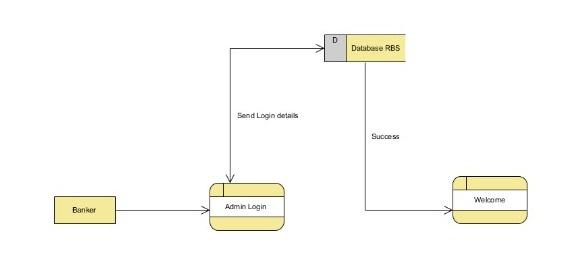 D
Database RBS
Send Login details
Success
Banker
Admin Login
Welcome